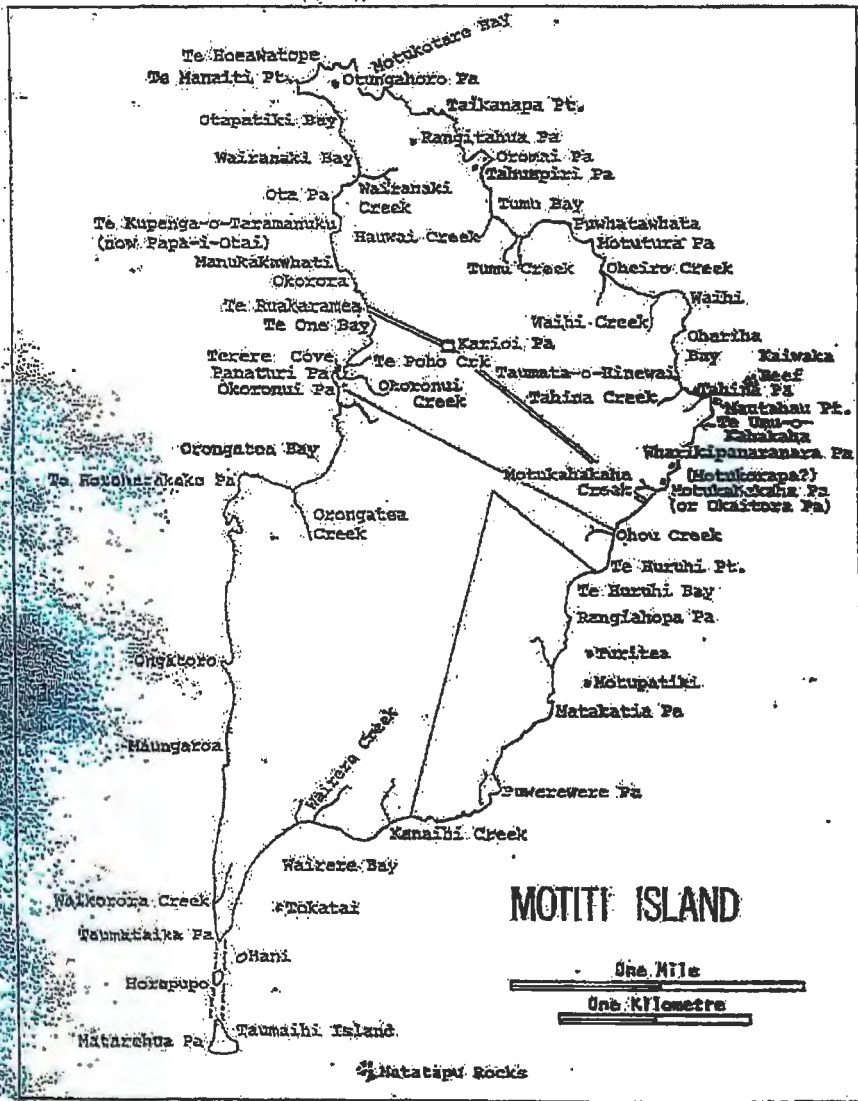 Motukotare Bay
Te Hoeawatope
Te Manaiti Pt.
Otungahoro Pa
Taikanapa Pt.
Otapatiki Bay
Rangitahua Pa
Wairanaki Bay
Oromai Pa
Tahumpiri Pa
Ota Pa
Wairanaki
Creek
Tumu Bay
Te Kupenga-o-Taramanuku
(now Papa-i-Otai)
Hauwai Creek
Puwhatawhata
Motutura Pa
Tumu Creek
Oheiro Creek
Manukakawhati
Okorora
Waihi
Te Ruakaramea
Waihi Creek
Te One Bay
Ohariha
Bay
Karioi Pa
Terere Cove
Te Poho Crk
Kaiwaka
Reef
Panaturi Pa
Taumata-o-Hinewai
Okoronui Pa
Okoronui
Creek
Tahina Creek
Tahina Pa
Mautahau Pt.
Te Umu-o-
Kahakaha
Orongatea Bay
Wharikipanaranara Pa
Motukahakaha
Creek
(Motukorapa?)
Motukahakaha Pa
(or Okaitora Pa)
Orongatea
Creek
Ohou Creek
Te Huruhi Pt.
Te Huruhi Bay
Rangiahopa Pa
Ongatoro
Turitea
Motupatiki
Matakatia Pa
Maungaroa
Wairere Creek
Puwerewere Pa
Kanaihi Creek
Wairere Bay
Waikorora Creek
Tokatai
MOTITI ISLAND
Taumataika Pa
Hani
One Mile
Horapupo
One Kilometre
Matarehua Pa
Taumaihi Island
Matatapu Rocks